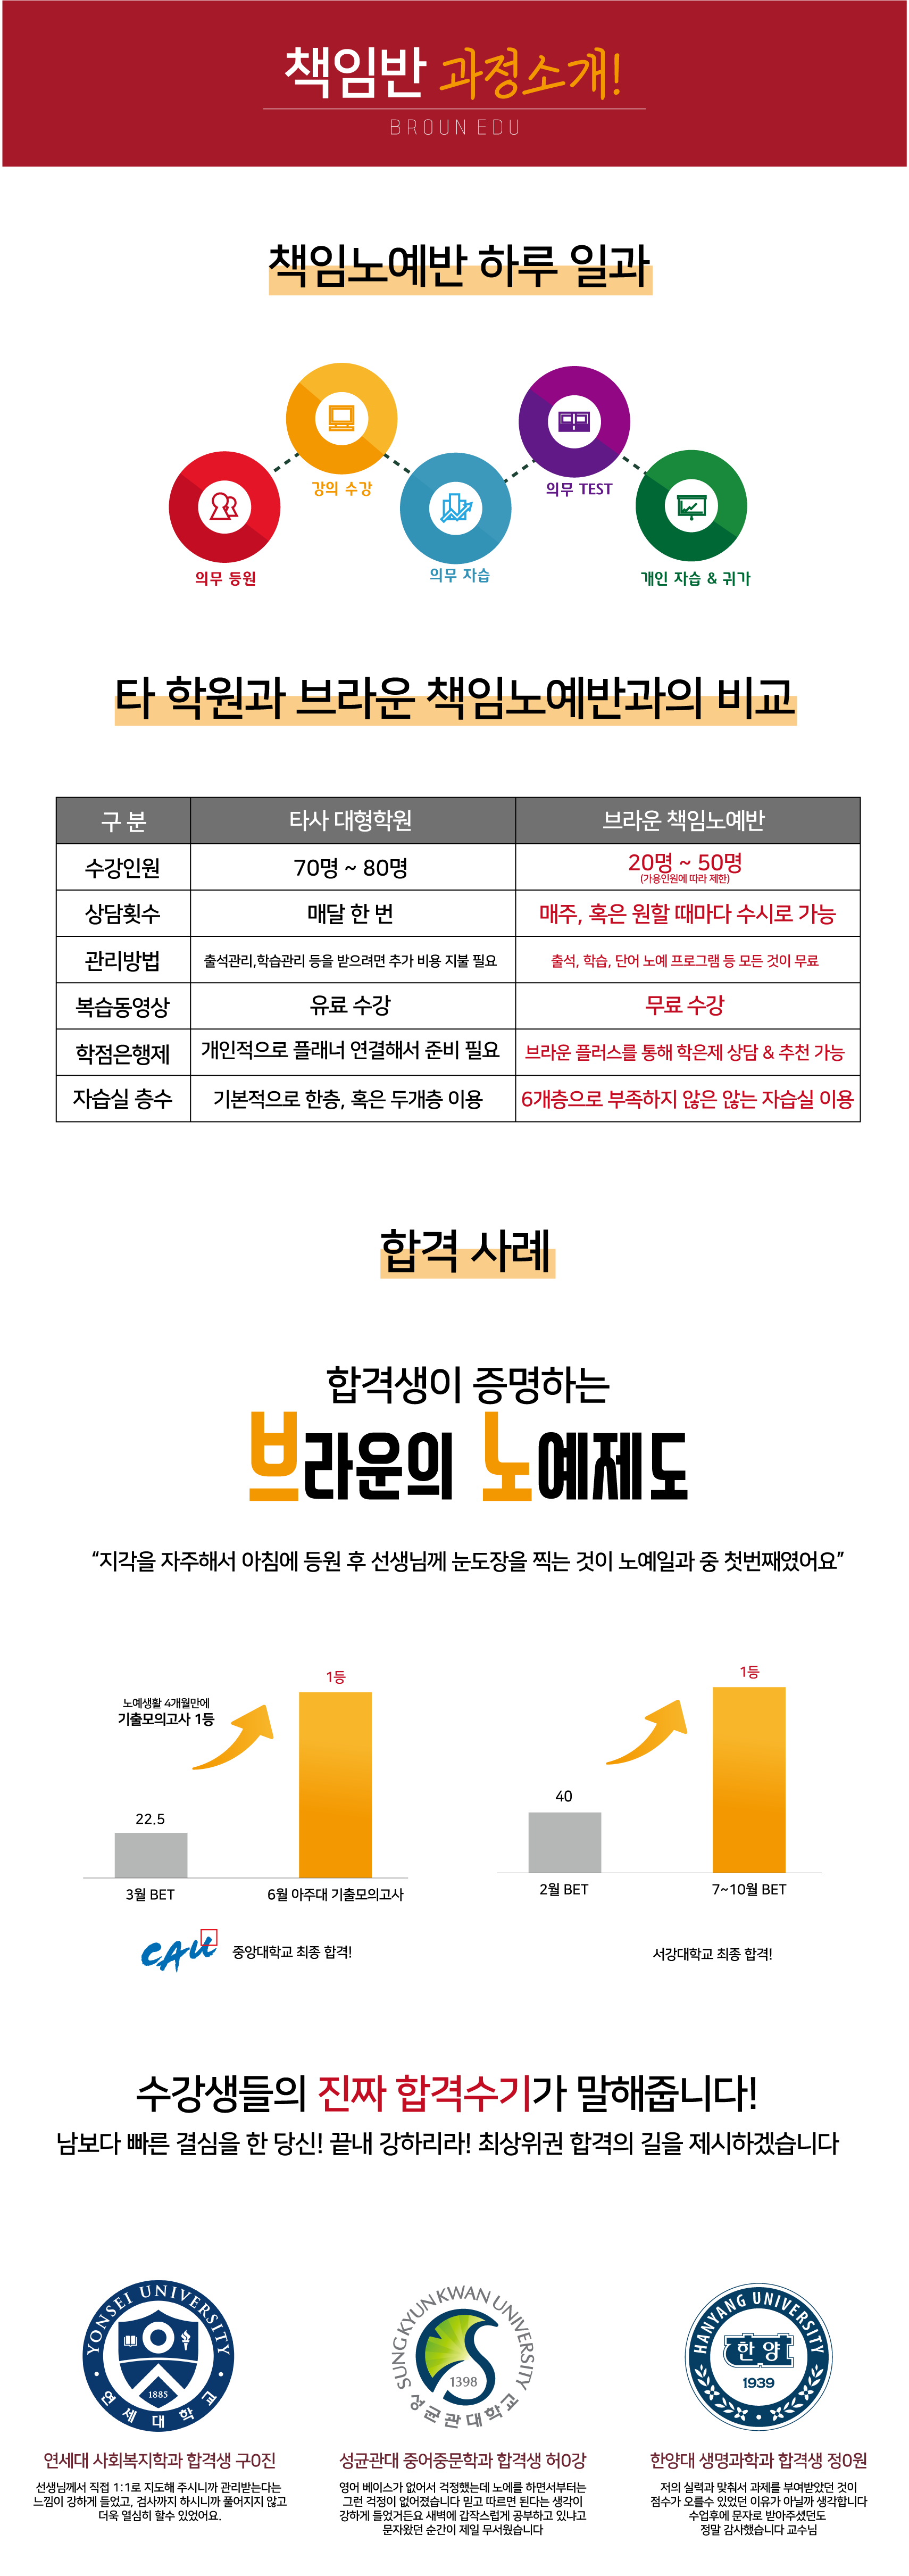 책임반 과정소개!
BROUN EDU
책임노예반 하루 일과
강의 수강
의무 TEST
의무 등원
의무 자습
개인 자습 & 귀가
타 학원과 브라운 책임노예반과의 비교
구 분 타사 대형학원 브라운 책임노예반
수강인원 70명 ~ 80명 20명 ~ 50명
(가용인원에 따라 제한)
상담횟수 매달 한 번 매주, 혹은 원할 때마다 수시로 가능
관리방법 출석관리,학습관리 등을 받으려면 추가 비용 지불 필요 출석, 학습, 단어 노예 프로그램 등 모든 것이 무료
복습동영상 유료 수강 무료 수강
학점은행제 개인적으로 플래너 연결해서 준비 필요 브라운 플러스를 통해 학은제 상담 & 추천 가능
자습실 층수 기본적으로 한층, 혹은 두개층 이용 6개층으로 부족하지 않은 않는 자습실 이용
합격 사례
합격생이 증명하는
브라운의 노예제도
“지각을 자주해서 아침에 등원 후 선생님께 눈도장을 찍는 것이 노예일과 중 첫번째였어요”
노예생활 4개월만에
기출모의고사 1등
1등
22.5
3월 BET
6월 아주대 기출모의고사
1등
40
2월 BET
7~10월 BET
CAU
중앙대학교 최종 합격!
서강대학교 최종 합격!
수강생들의 진짜 합격수기가 말해줍니다!
남보다 빠른 결심을 한 당신! 끝내 강하리라! 최상위권 합격의 길을 제시하겠습니다
YONSEI UNIVERSITY
1885
연세대학교
SUNGKYUNKWAN UNIVERSITY
1398
성균관대학교
HANYANG UNIVERSITY
한양
1939
연세대 사회복지학과 합격생 구0진
선생님께서 직접 1:1로 지도해 주시니까 관리받는다는
느낌이 강하게 들었고, 검사까지 하시니까 풀어지지 않고
더욱 열심히 할수 있었어요.
성균관대 중어중문학과 합격생 허0강
영어 베이스가 없어서 걱정했는데 노예를 하면서부터는
그런 걱정이 없어졌습니다 믿고 따르면 된다는 생각이
강하게 들었거든요 새벽에 갑작스럽게 공부하고 있냐고
문자왔던 순간이 제일 무서웠습니다
한양대 생명과학과 합격생 정0원
저의 실력과 맞춰서 과제를 부여받았던 것이
점수가 오를수 있었던 이유가 아닐까 생각합니다
수업후에 문자로 받아주셨던도
정말 감사했습니다 교수님